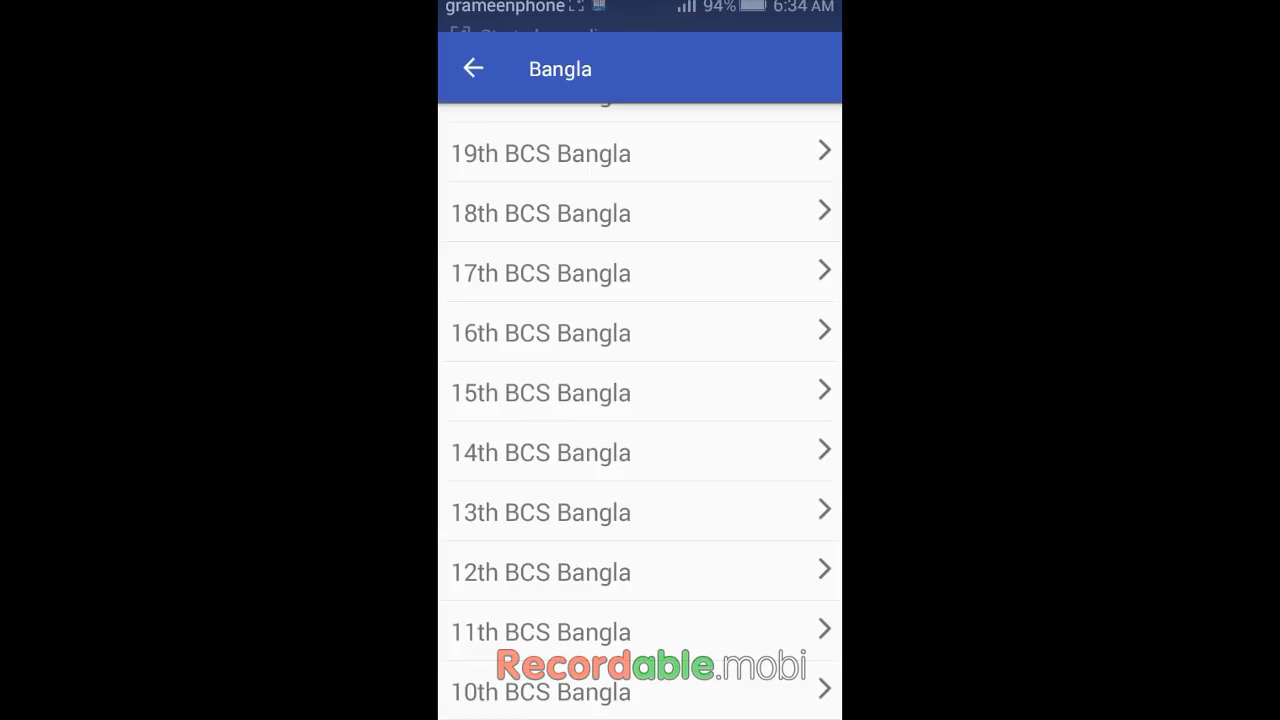 grameenphone 94% 6:34 AM
Bangla
19th BCS Bangla
18th BCS Bangla
17th BCS Bangla
16th BCS Bangla
15th BCS Bangla
14th BCS Bangla
13th BCS Bangla
12th BCS Bangla
11th BCS Bangla
Recordable.mobi
10th BCS Bangla